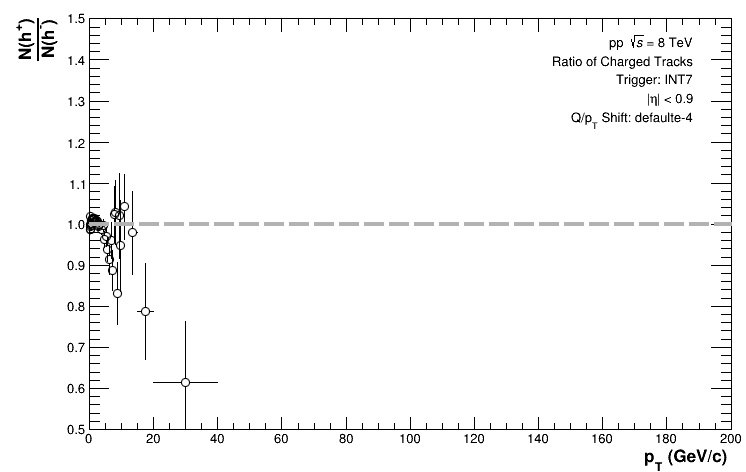 N(h⁺)
N(h⁻)
1.5
1.4
1.3
1.2
1.1
1.0
0.9
0.8
0.7
0.6
0.5
pp √s = 8 TeV
Ratio of Charged Tracks
Trigger: INT7
|η| < 0.9
Q/p_T Shift: defaulte-4
0 20 40 60 80 100 120 140 160 180 200
p_T (GeV/c)